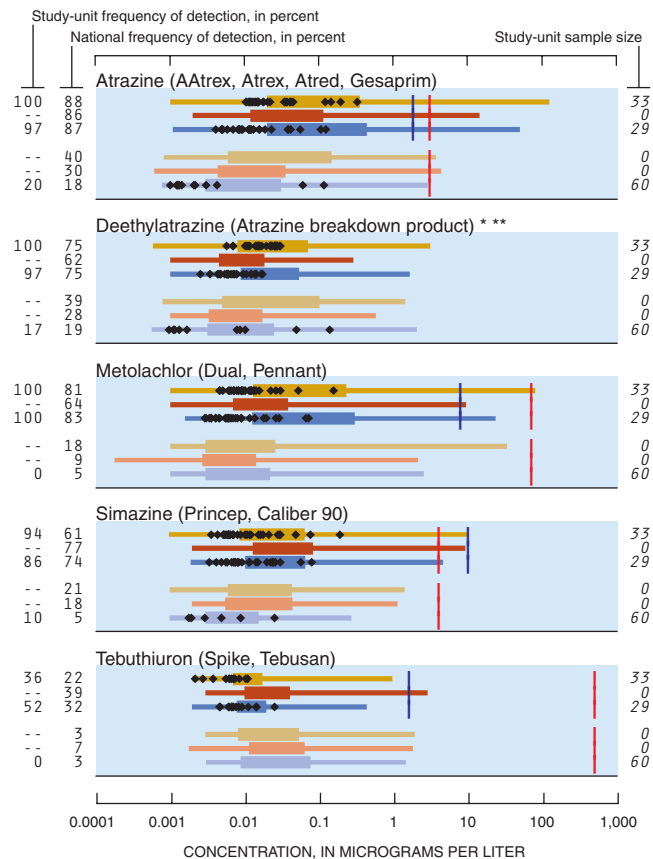 Study-unit frequency of detection, in percent
National frequency of detection, in percent
Study-unit sample size
Atrazine (AAtrex, Atrex, Atred, Gesaprim)
100 88 33
-- 86 0
97 87 29
-- 40 0
-- 30 0
20 18 60
Deethylatrazine (Atrazine breakdown product) * **
100 75 33
-- 62 0
97 75 29
-- 39 0
-- 28 0
17 19 60
Metolachlor (Dual, Pennant)
100 81 33
-- 64 0
100 83 29
-- 18 0
-- 9 0
0 5 60
Simazine (Princep, Caliber 90)
94 61 33
-- 77 0
86 74 29
-- 21 0
-- 18 0
10 5 60
Tebuthiuron (Spike, Tebusan)
36 22 33
-- 39 0
52 32 29
-- 3 0
-- 7 0
0 3 60
0.0001 0.001 0.01 0.1 1 10 100 1,000
CONCENTRATION, IN MICROGRAMS PER LITER